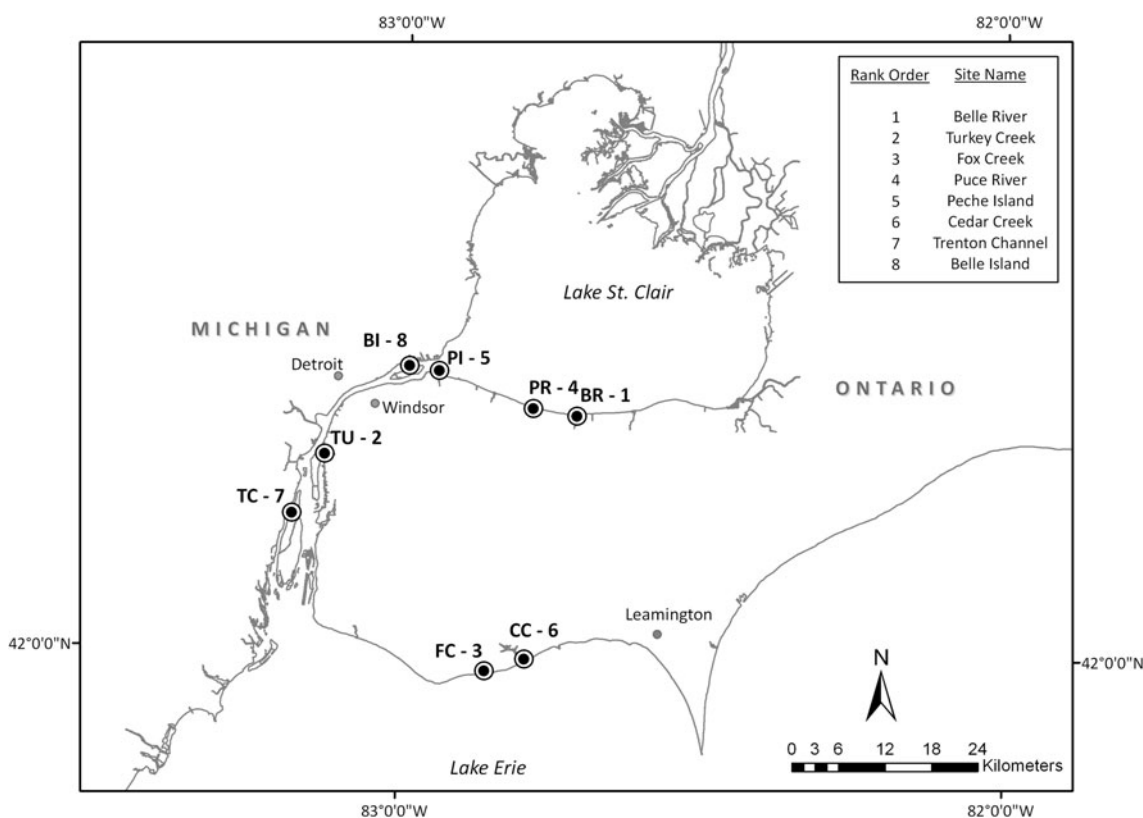 83°0'0"W
82°0'0"W
Rank Order Site Name
1 Belle River
2 Turkey Creek
3 Fox Creek
4 Puce River
5 Peche Island
6 Cedar Creek
7 Trenton Channel
8 Belle Island
Lake St. Clair
MICHIGAN
BI - 8
PI - 5
Detroit
PR - 4
BR - 1
ONTARIO
Windsor
TU - 2
TC - 7
Leamington
42°0'0"N
CC - 6
FC - 3
N
42°0'0"N
0 3 6 12 18 24
Kilometers
Lake Erie
83°0'0"W
82°0'0"W